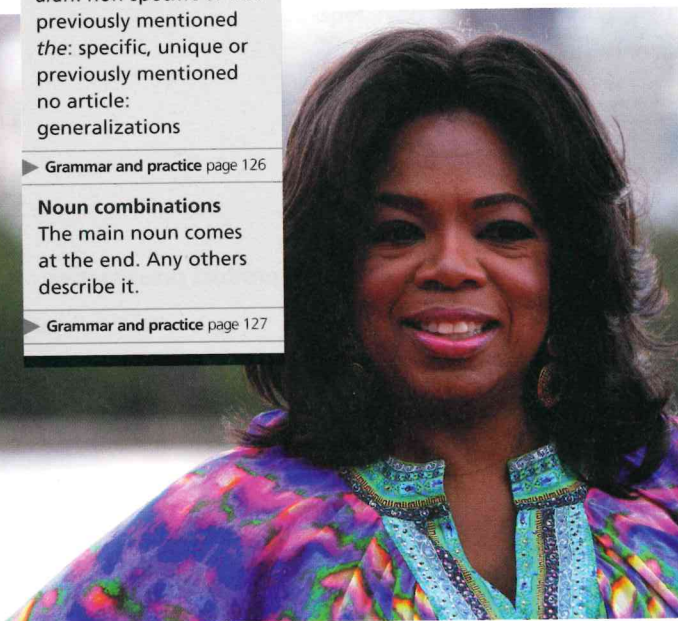 previously mentioned
the: specific, unique or
previously mentioned
no article:
generalizations
Grammar and practice page 126
Noun combinations
The main noun comes
at the end. Any others
describe it.
Grammar and practice page 127